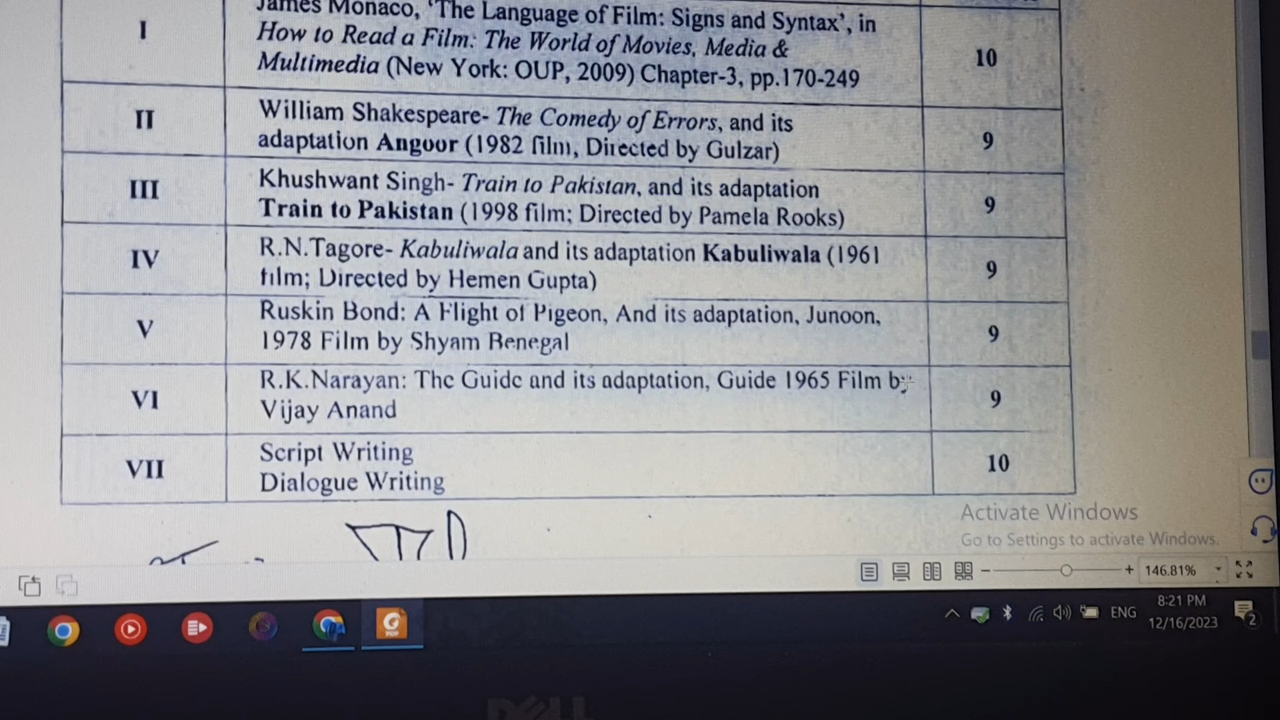 I
James Monaco, 'The Language of Film: Signs and Syntax', in
How to Read a Film: The World of Movies, Media &
Multimedia (New York: OUP, 2009) Chapter-3, pp.170-249
10
II
William Shakespeare- The Comedy of Errors, and its
adaptation Angoor (1982 film, Directed by Gulzar)
9
III
Khushwant Singh- Train to Pakistan, and its adaptation
Train to Pakistan (1998 film; Directed by Pamela Rooks)
9
IV
R.N.Tagore- Kabuliwala and its adaptation Kabuliwala (1961
film; Directed by Hemen Gupta)
9
V
Ruskin Bond: A Flight of Pigeon, And its adaptation, Junoon,
1978 Film by Shyam Benegal
9
VI
R.K.Narayan: The Guide and its adaptation, Guide 1965 Film by
Vijay Anand
9
VII
Script Writing
Dialogue Writing
10
Activate Windows
Go to Settings to activate Windows.
146.81%
ENG
8:21 PM
12/16/2023
2
PDF
DELL